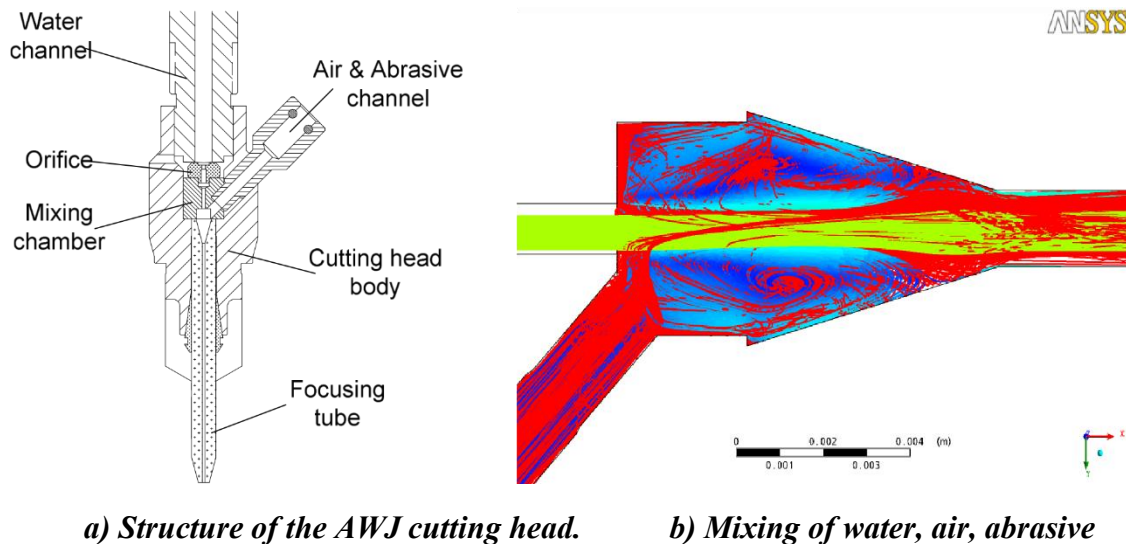 Water
channel
Air & Abrasive
channel
Orifice
Mixing
chamber
Cutting head
body
Focusing
tube
ANSYS
0 0.002 0.004 (m)
0.001 0.003
X
Y
Z
a) Structure of the AWJ cutting head. b) Mixing of water, air, abrasive